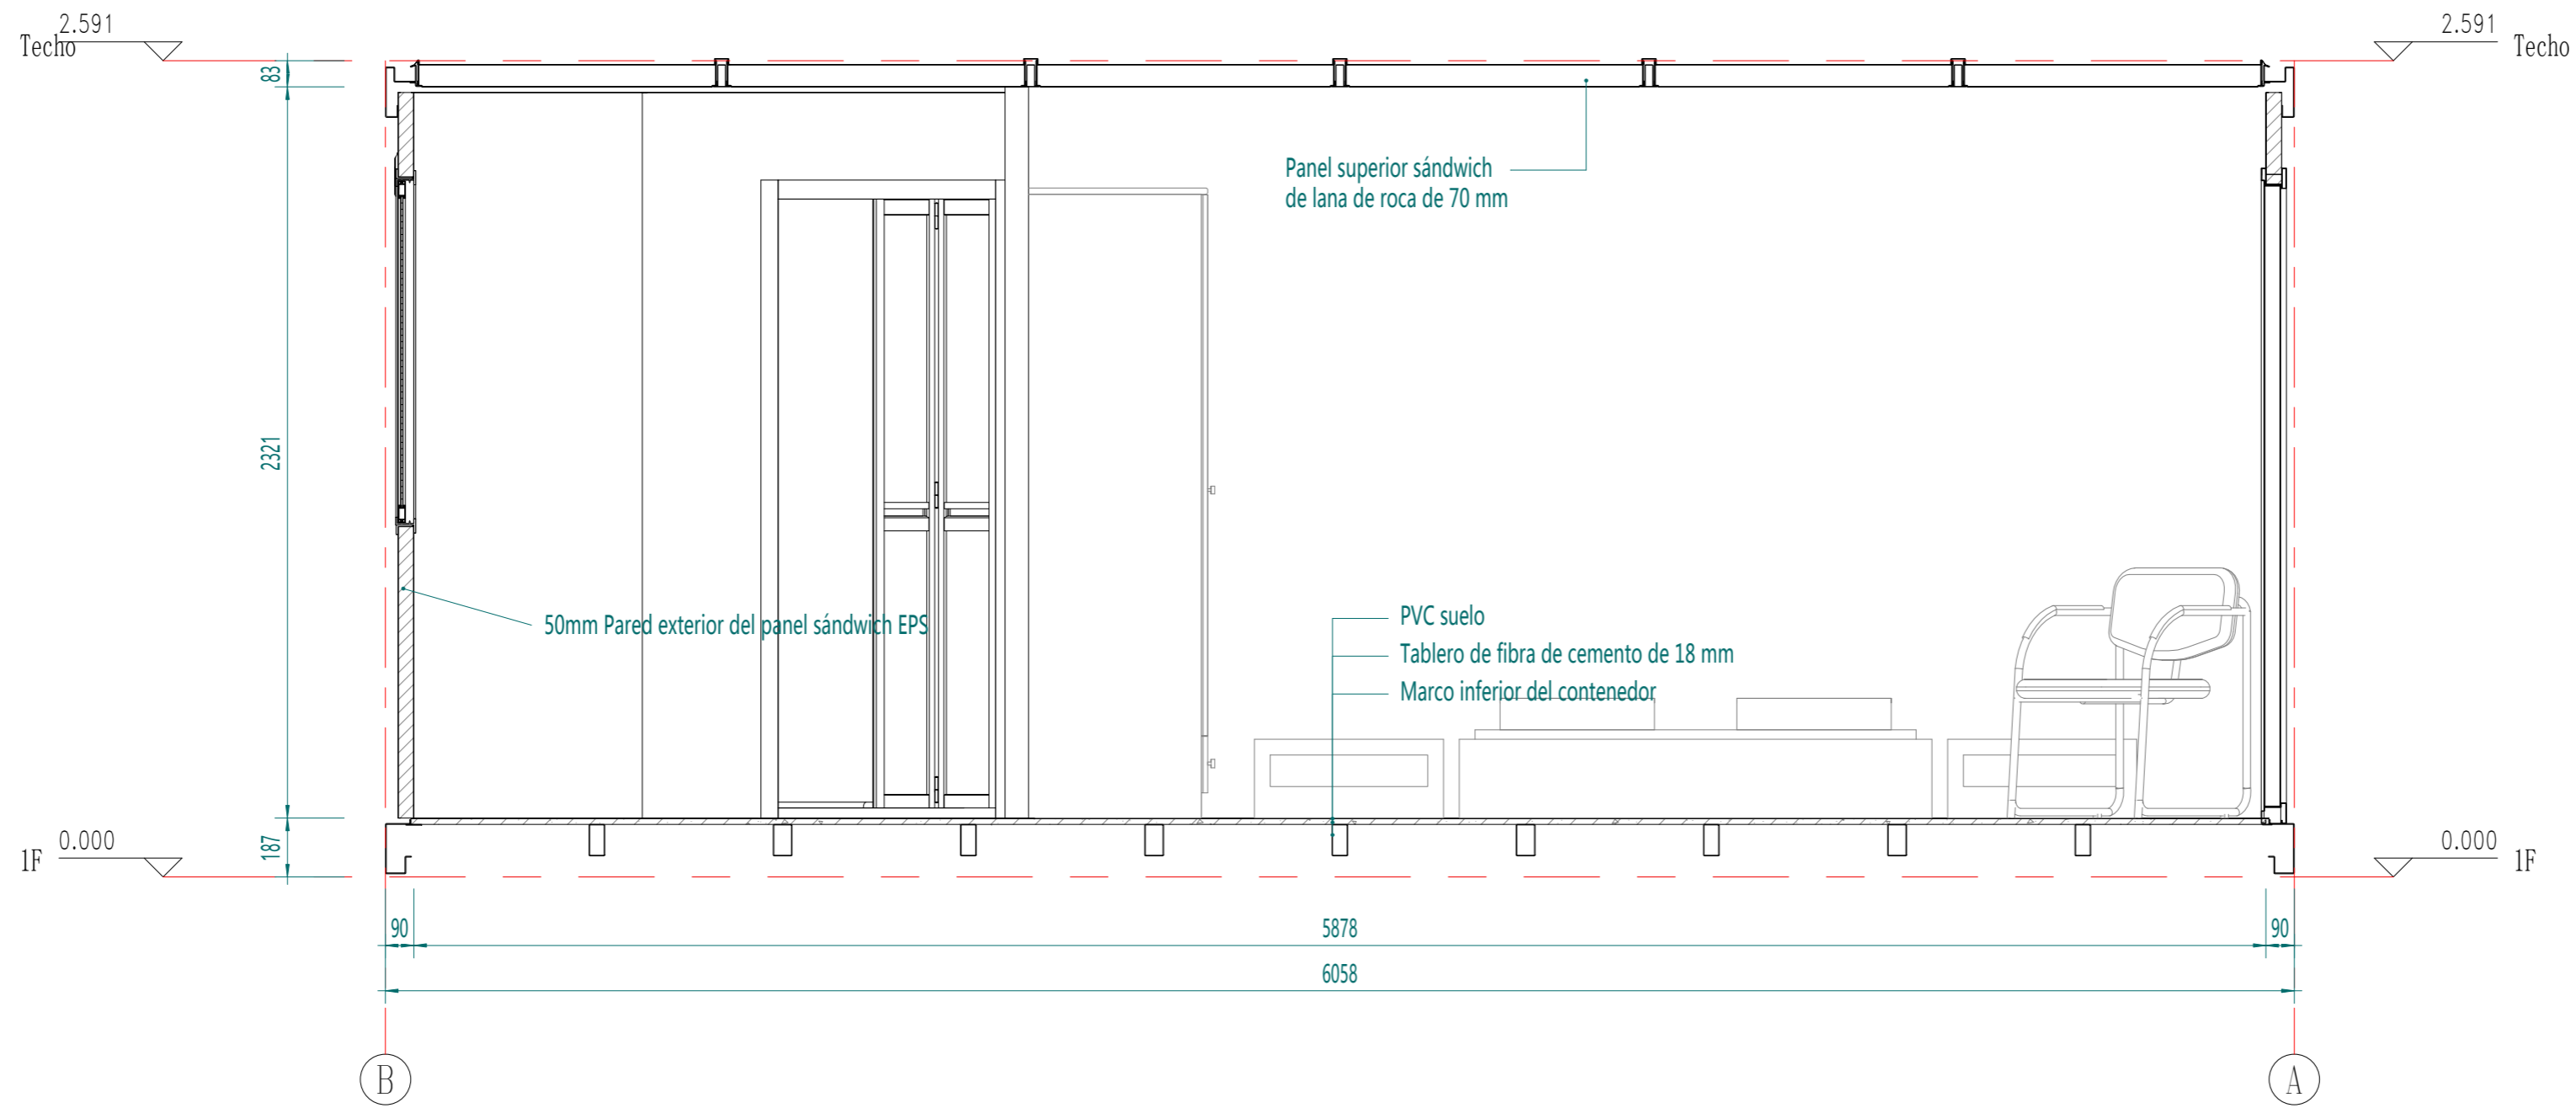 2.591
Techo
2.591
Techo
83
Panel superior sándwich
de lana de roca de 70 mm
2321
50mm Pared exterior del panel sándwich EPS
PVC suelo
Tablero de fibra de cemento de 18 mm
Marco inferior del contenedor
0.000
1F
187
0.000
1F
90
5878
90
6058
B
A